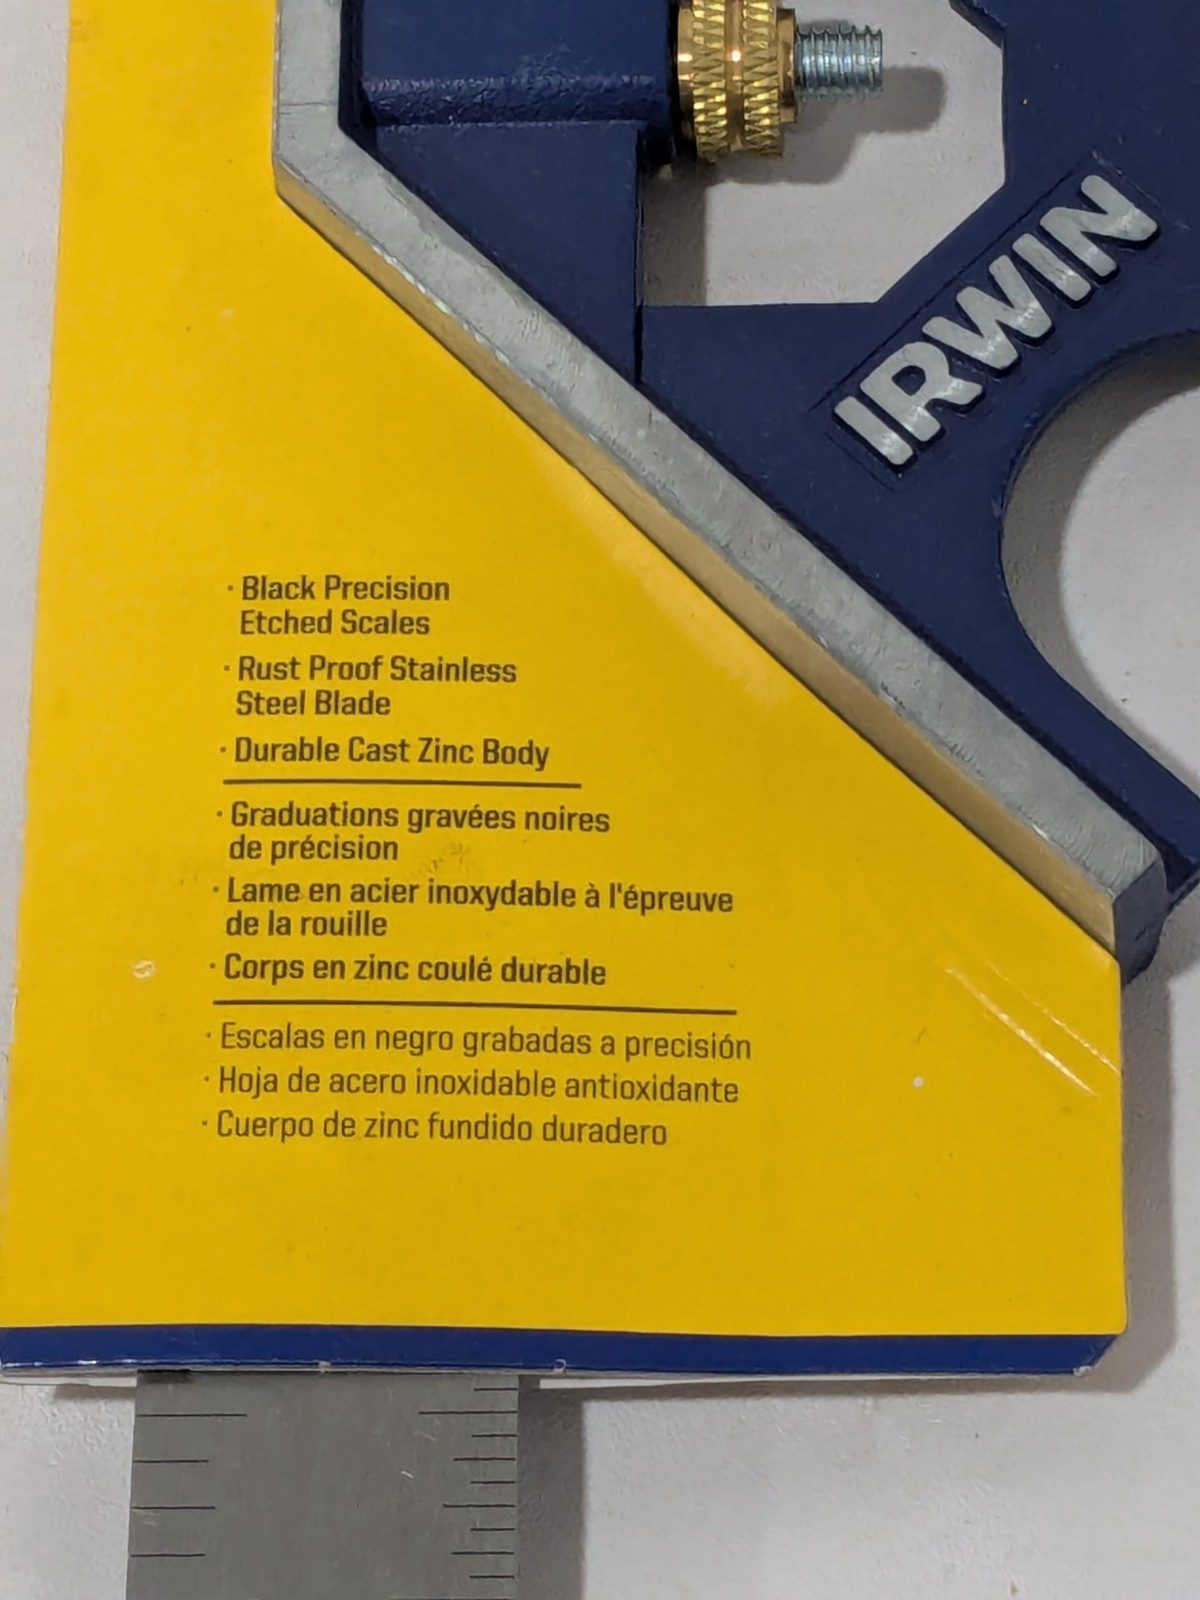 IRWIN
· Black Precision
Etched Scales
· Rust Proof Stainless
Steel Blade
· Durable Cast Zinc Body
· Graduations gravées noires
de précision
· Lame en acier inoxydable à l'épreuve
de la rouille
· Corps en zinc coulé durable
· Escalas en negro grabadas a precisión
· Hoja de acero inoxidable antioxidante
· Cuerpo de zinc fundido duradero